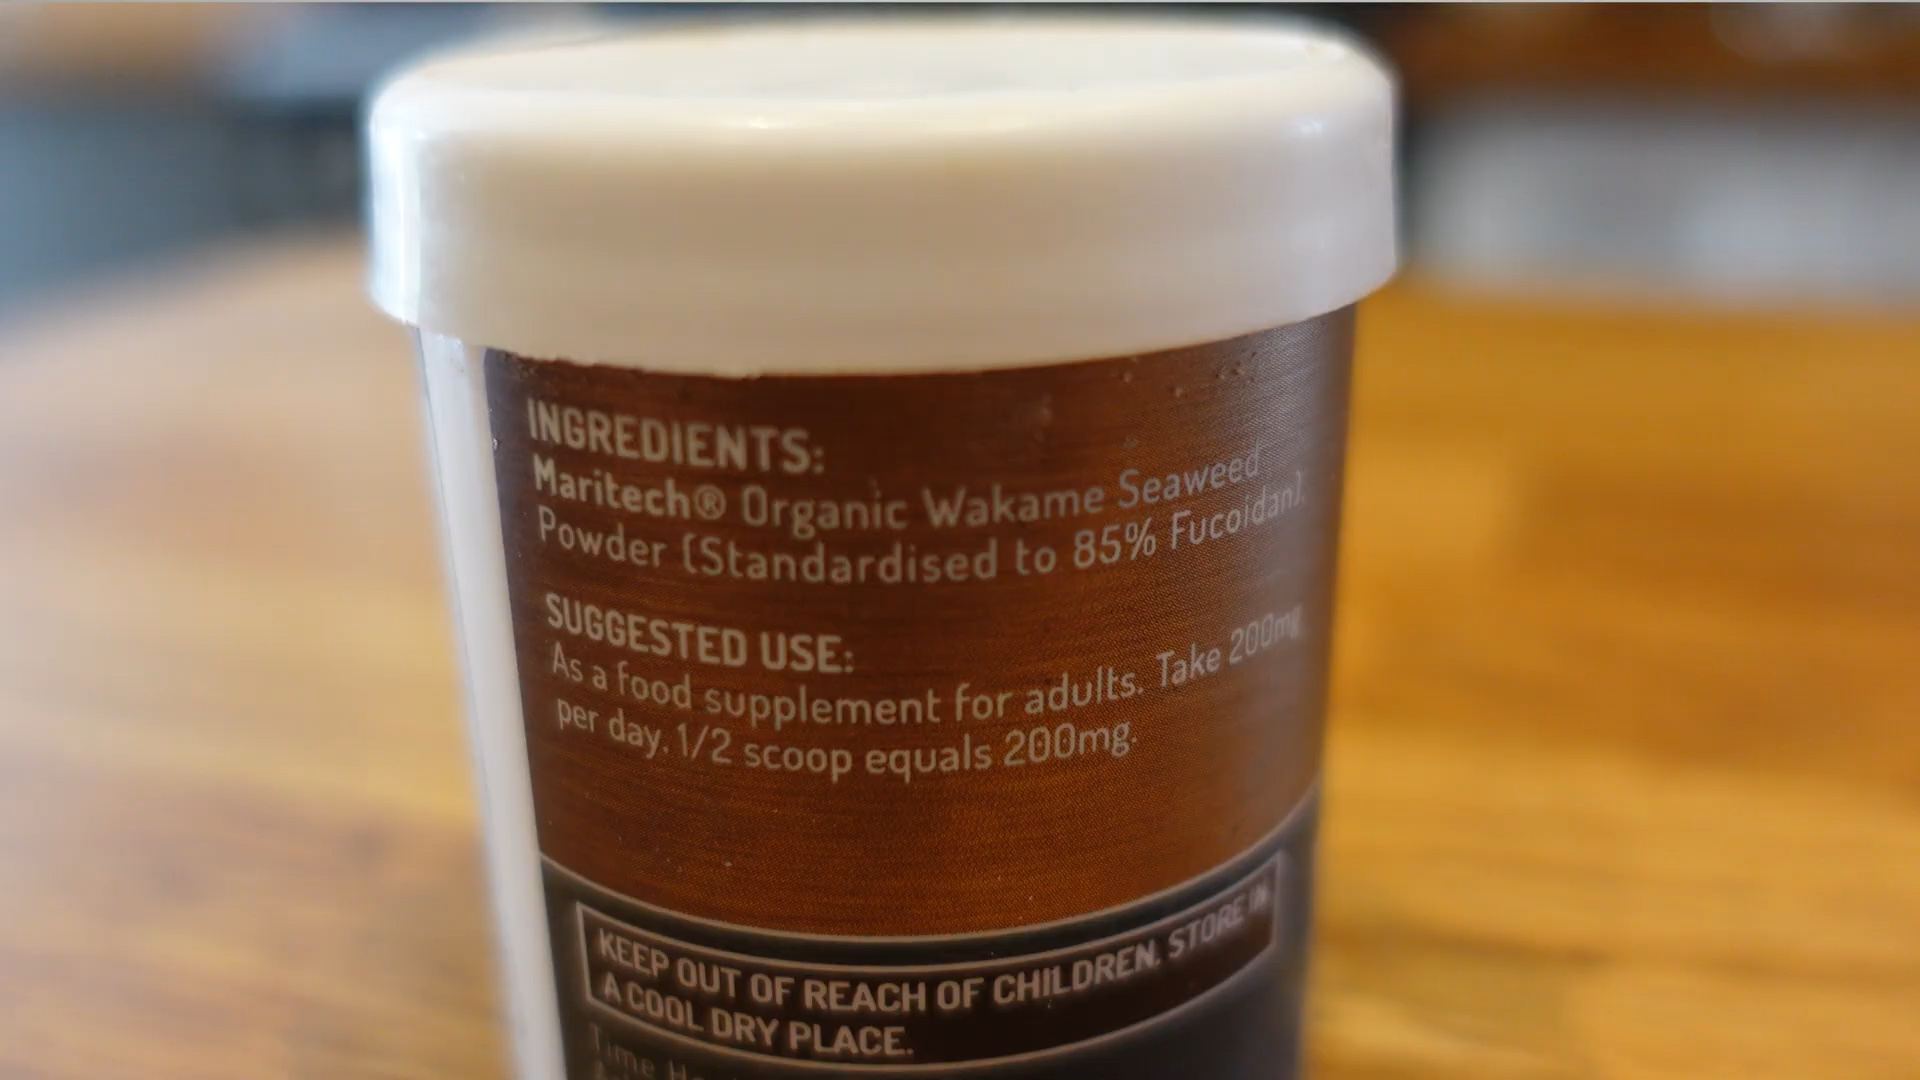 INGREDIENTS:
Maritech® Organic Wakame Seaweed
Powder (Standardised to 85% Fucoidan).
SUGGESTED USE:
As a food supplement for adults. Take 200mg
per day. 1/2 scoop equals 200mg.
KEEP OUT OF REACH OF CHILDREN. STORE IN
A COOL DRY PLACE.
Time